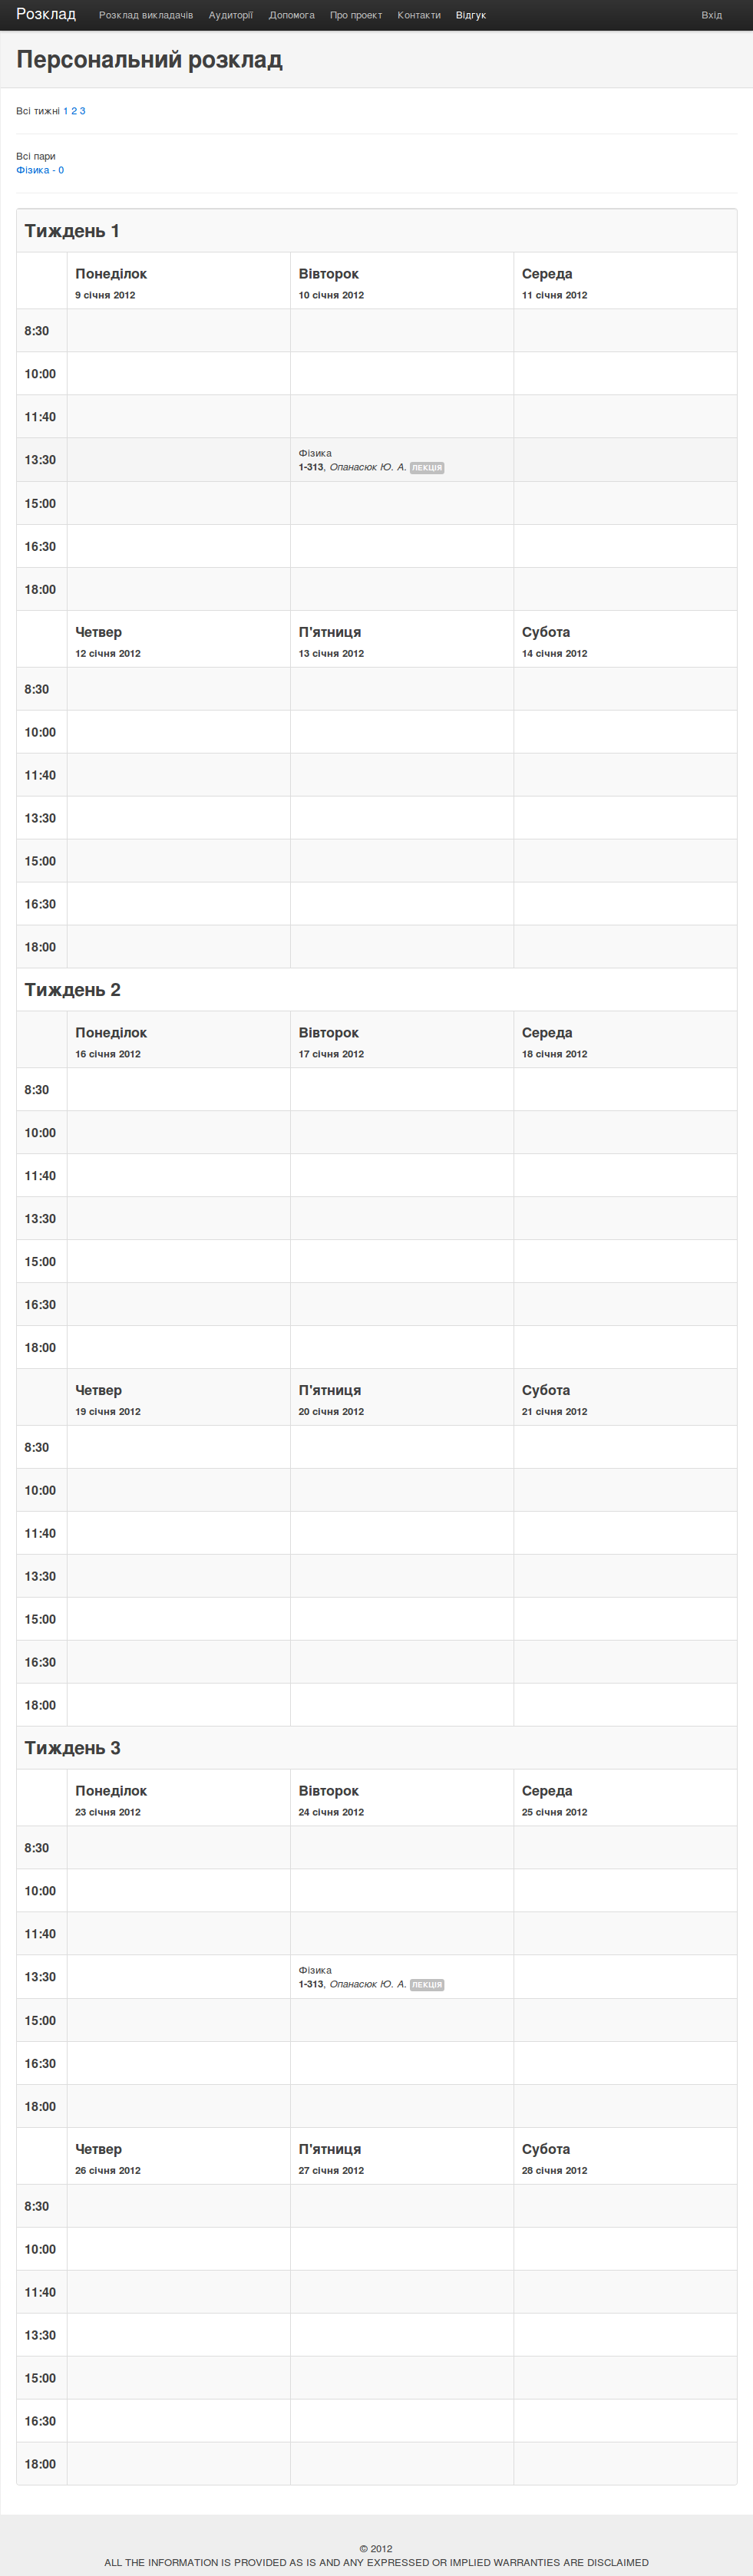 Розклад Розклад викладачів Аудиторії Допомога Про проект Контакти Відгук Вхід
Персональний розклад
Всі тижні 1 2 3
Всі пари
Фізика - 0
Тиждень 1
Понеділок Вівторок Середа
9 січня 2012 10 січня 2012 11 січня 2012
8:30
10:00
11:40
Фізика
13:30 1-313, Опанасюк Ю. А. ЛЕКЦІЯ
15:00
16:30
18:00
Четвер П'ятниця Субота
12 січня 2012 13 січня 2012 14 січня 2012
8:30
10:00
11:40
13:30
15:00
16:30
18:00
Тиждень 2
Понеділок Вівторок Середа
16 січня 2012 17 січня 2012 18 січня 2012
8:30
10:00
11:40
13:30
15:00
16:30
18:00
Четвер П'ятниця Субота
19 січня 2012 20 січня 2012 21 січня 2012
8:30
10:00
11:40
13:30
15:00
16:30
18:00
Тиждень 3
Понеділок Вівторок Середа
23 січня 2012 24 січня 2012 25 січня 2012
8:30
10:00
11:40
Фізика
13:30 1-313, Опанасюк Ю. А. ЛЕКЦІЯ
15:00
16:30
18:00
Четвер П'ятниця Субота
26 січня 2012 27 січня 2012 28 січня 2012
8:30
10:00
11:40
13:30
15:00
16:30
18:00
© 2012
ALL THE INFORMATION IS PROVIDED AS IS AND ANY EXPRESSED OR IMPLIED WARRANTIES ARE DISCLAIMED